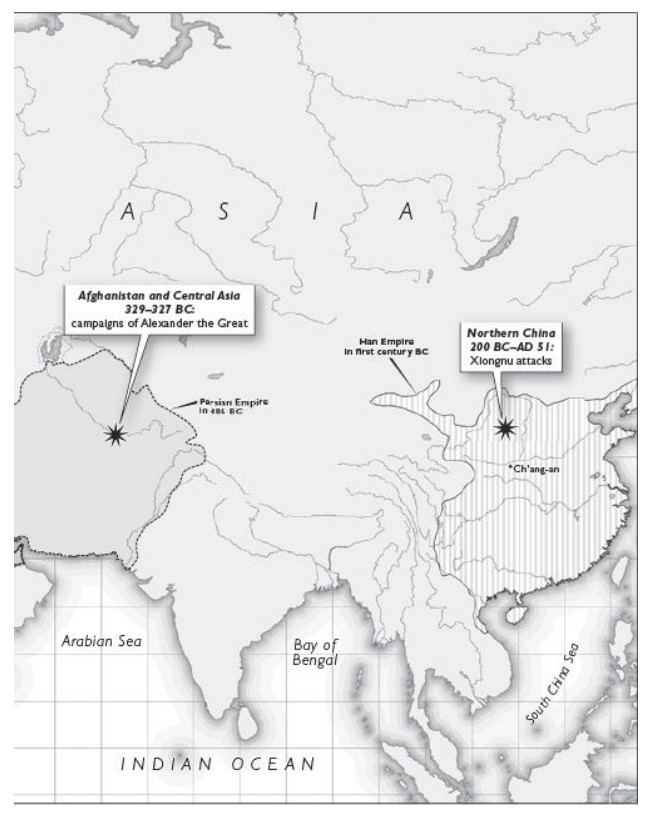 A S I A
Afghanistan and Central Asia
329–327 BC:
campaigns of Alexander the Great
Han Empire
in first century BC
Northern China
200 BC–AD 51:
Xiongnu attacks
Persian Empire
in 486 BC
Ch'ang-an
Arabian Sea
Bay of
Bengal
South China Sea
INDIAN OCEAN